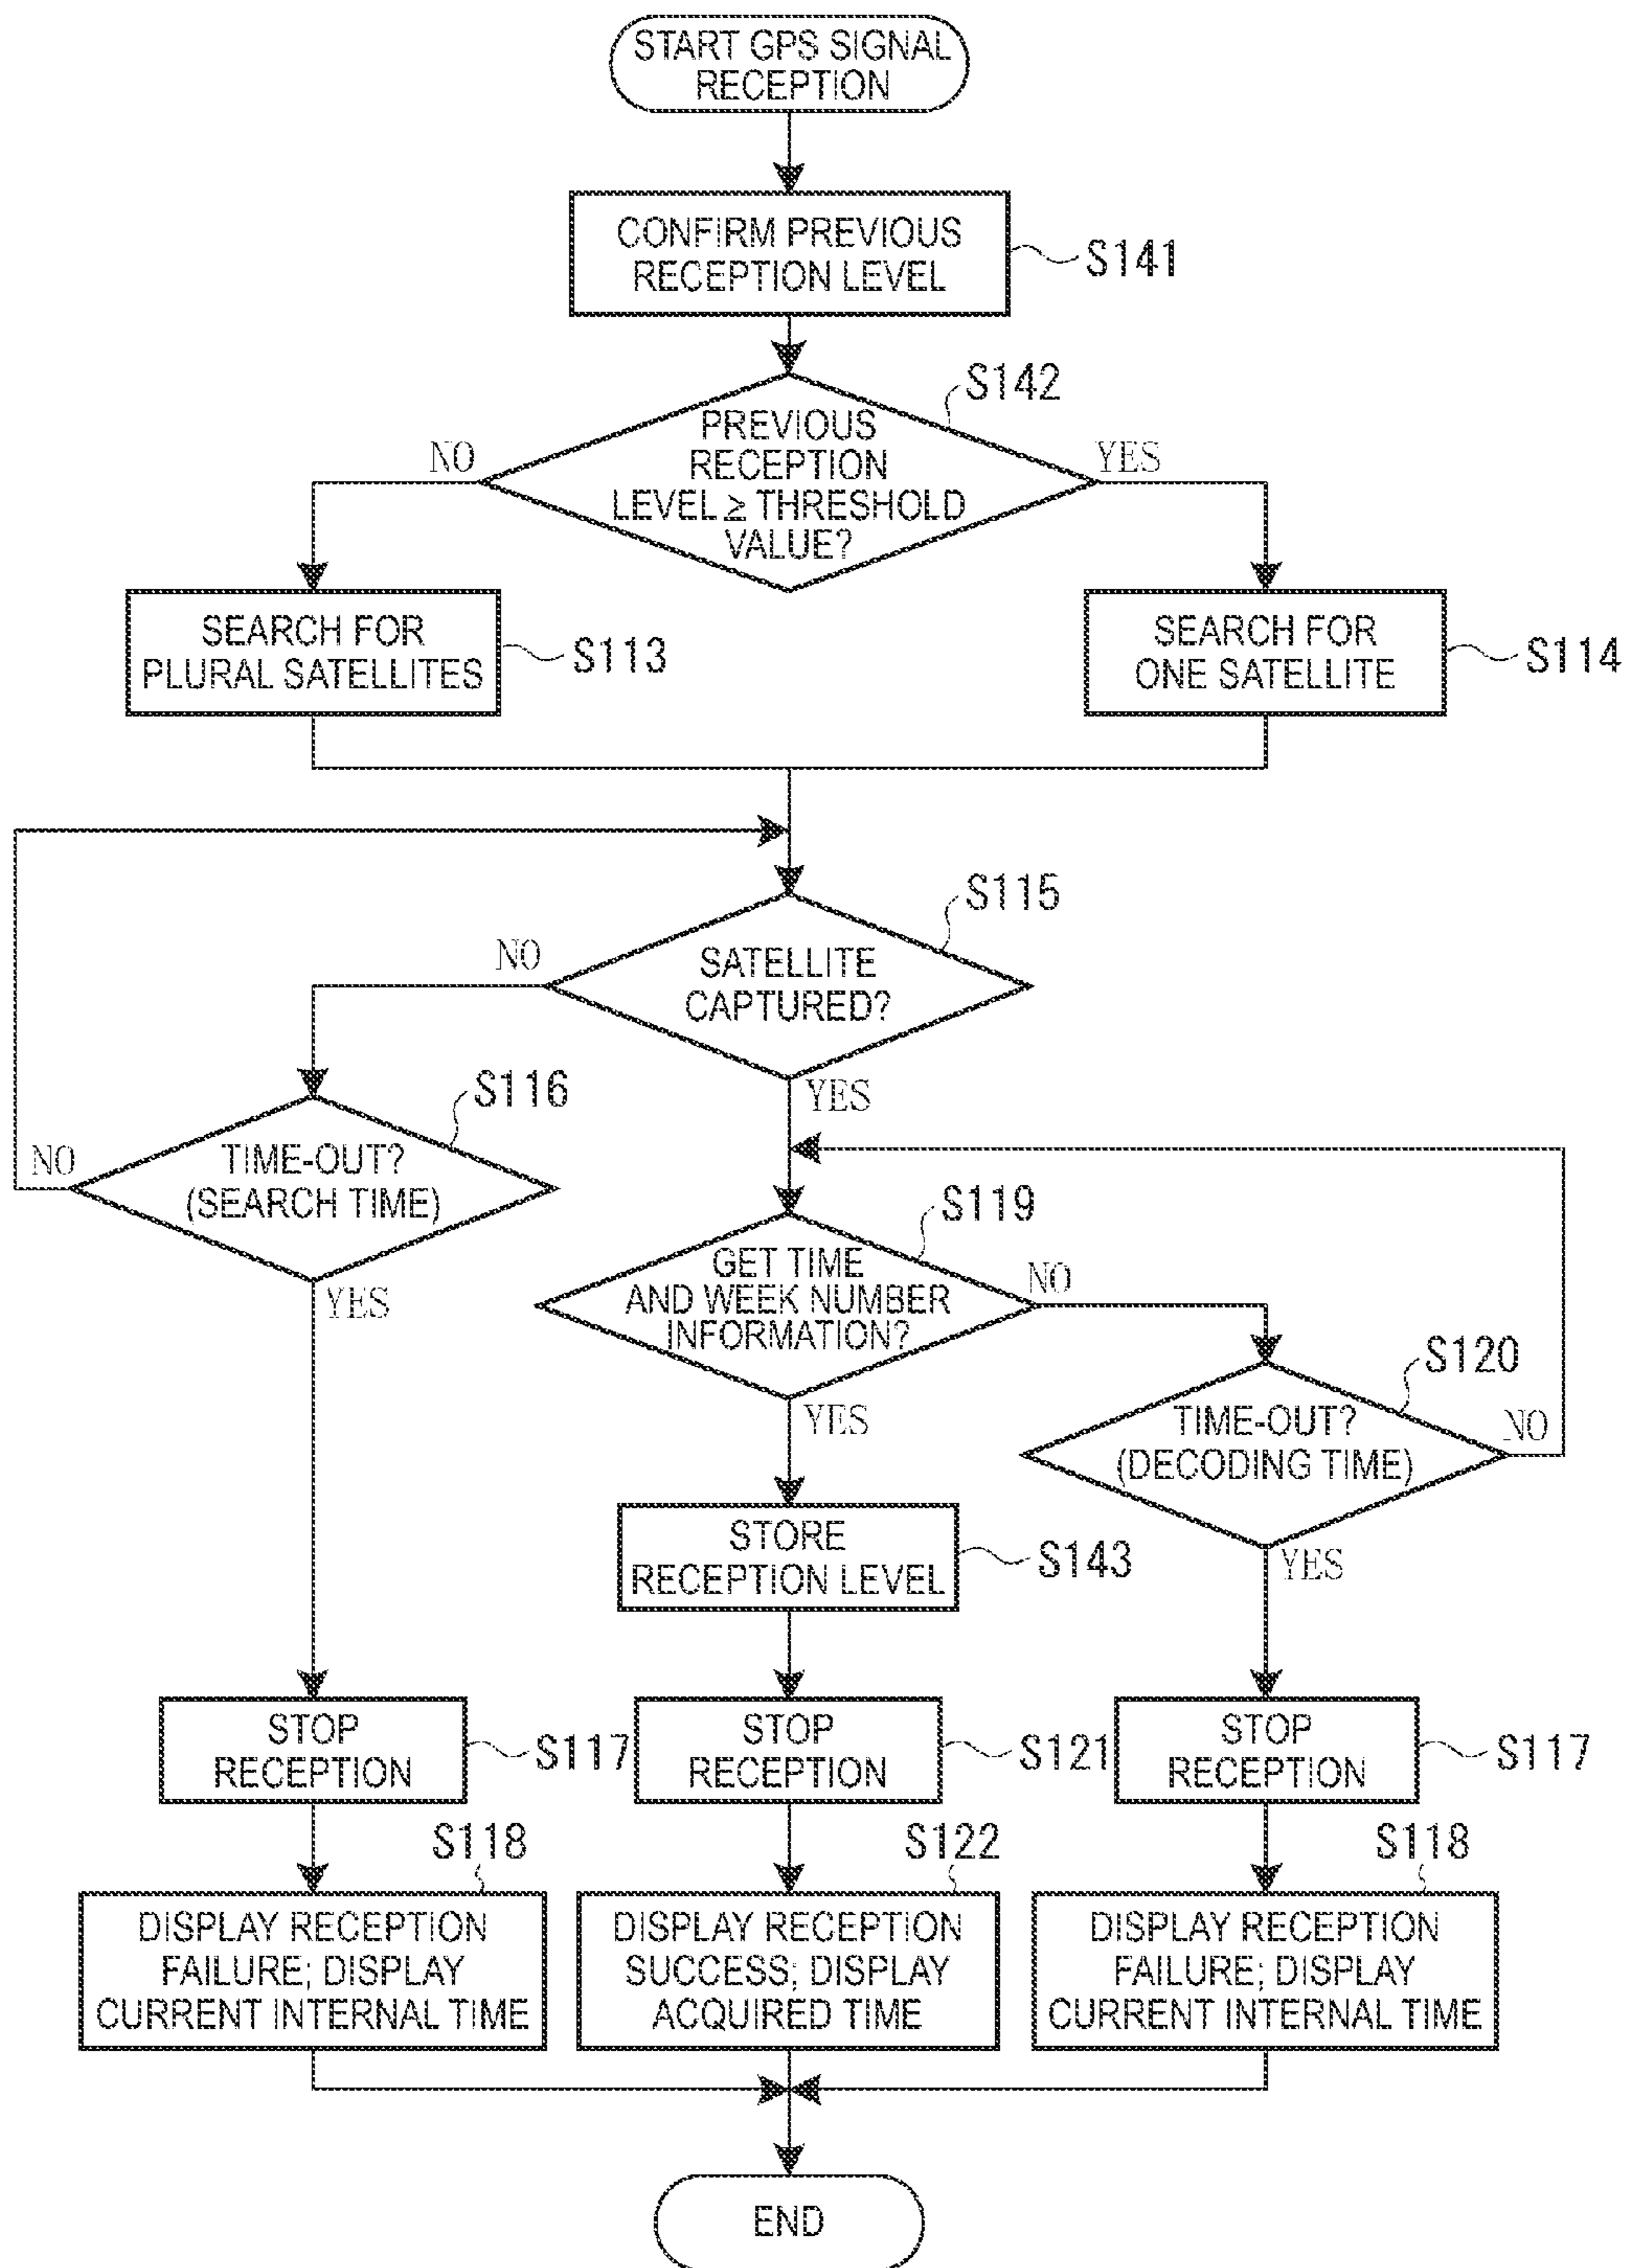 START GPS SIGNAL
RECEPTION
CONFIRM PREVIOUS
RECEPTION LEVEL
S141
S142
PREVIOUS
RECEPTION
LEVEL ≥ THRESHOLD
VALUE?
NO
YES
SEARCH FOR
PLURAL SATELLITES
S113
SEARCH FOR
ONE SATELLITE
S114
S115
SATELLITE
CAPTURED?
NO
YES
S116
TIME-OUT?
(SEARCH TIME)
NO
YES
S119
GET TIME
AND WEEK NUMBER
INFORMATION?
NO
YES
S120
TIME-OUT?
(DECODING TIME)
NO
YES
STORE
RECEPTION LEVEL
S143
STOP
RECEPTION
S117
STOP
RECEPTION
S121
STOP
RECEPTION
S117
S118
DISPLAY RECEPTION
FAILURE; DISPLAY
CURRENT INTERNAL TIME
S122
DISPLAY RECEPTION
SUCCESS; DISPLAY
ACQUIRED TIME
S118
DISPLAY RECEPTION
FAILURE; DISPLAY
CURRENT INTERNAL TIME
END